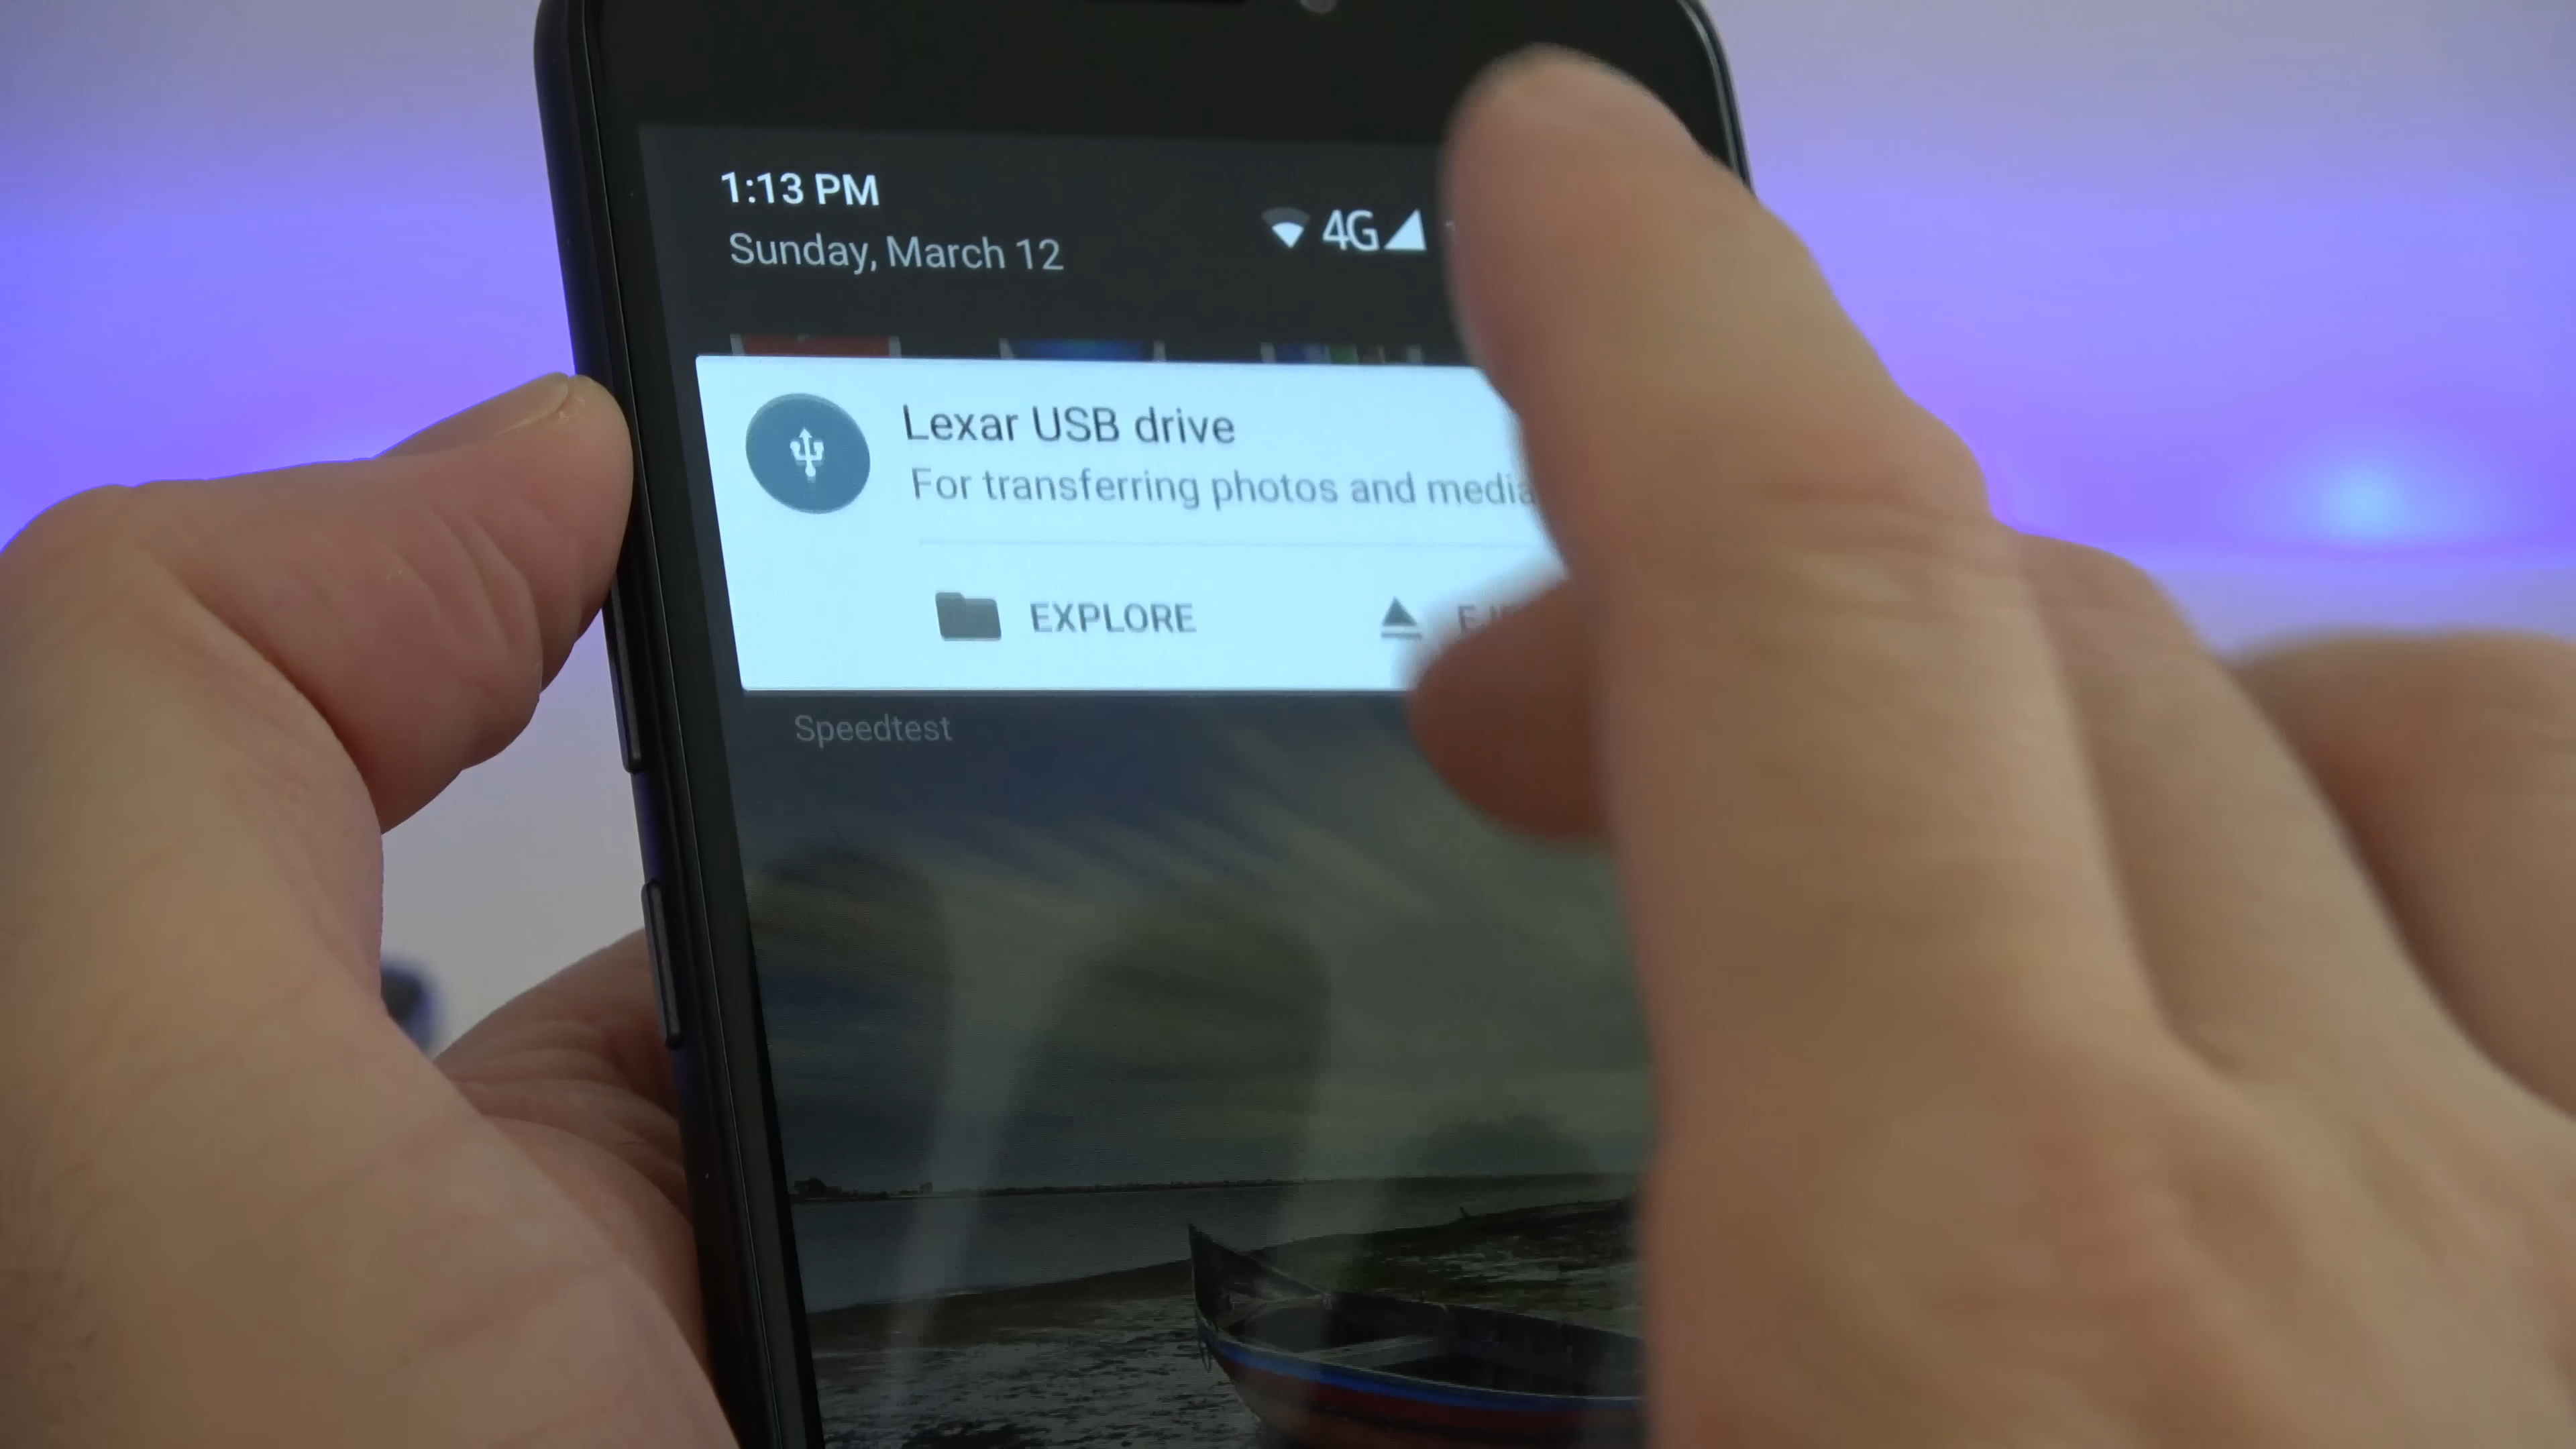 1:13 PM
4G
Sunday, March 12
Lexar USB drive
For transferring photos and media
EXPLORE
Speedtest